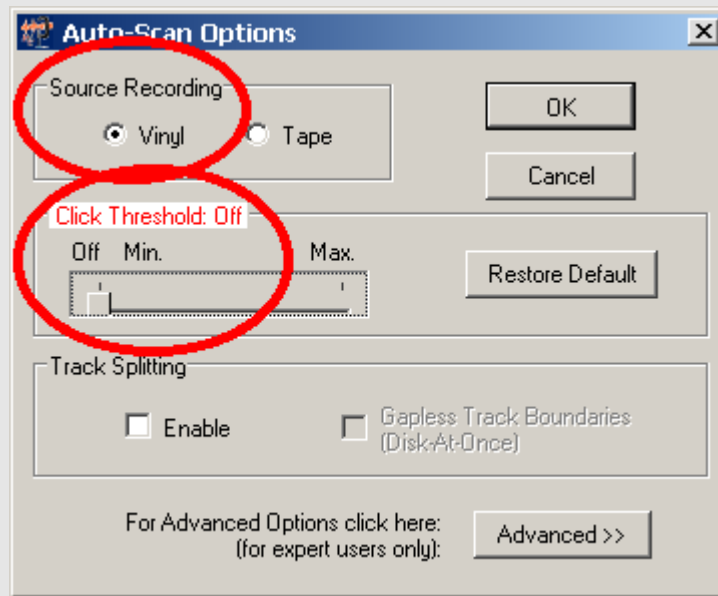 Auto-Scan Options
Source Recording
Vinyl Tape
OK
Cancel
Click Threshold: Off
Off Min. Max.
Restore Default
Track Splitting
Enable
Gapless Track Boundaries
(Disk-At-Once)
For Advanced Options click here:
(for expert users only):
Advanced >>